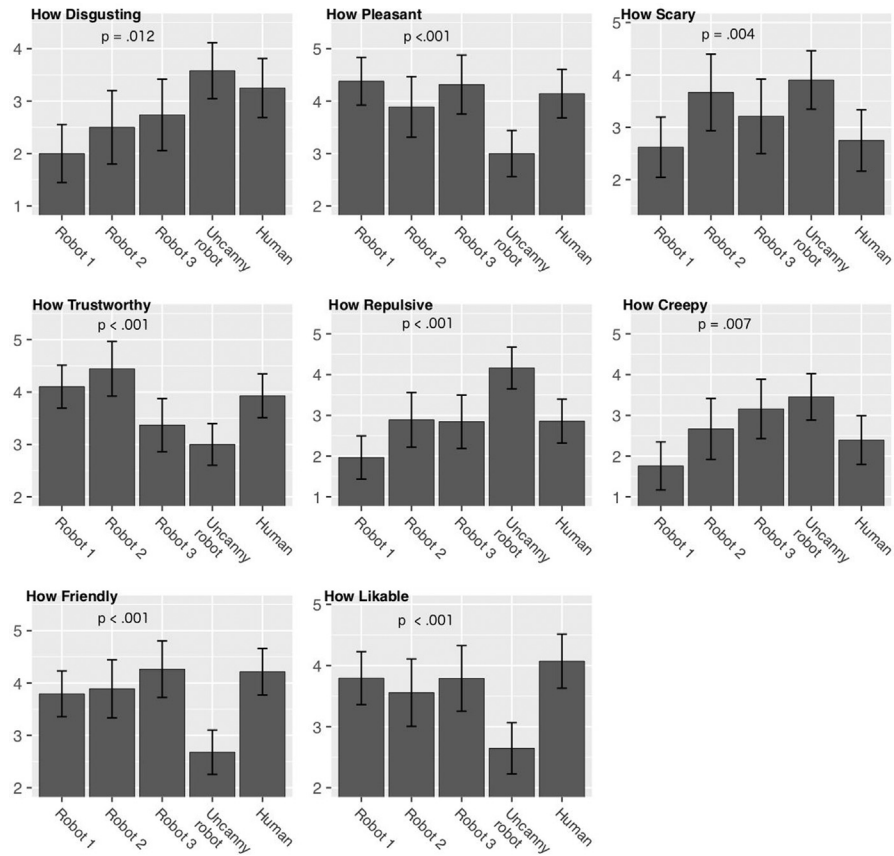 How Disgusting
p = .012
4
3
2
1
Robot 1
Robot 2
Robot 3
Uncanny
robot
Human
How Pleasant
p <.001
5
4
3
2
Robot 1
Robot 2
Robot 3
Uncanny
robot
Human
How Scary
p = .004
5
4
3
2
Robot 1
Robot 2
Robot 3
Uncanny
robot
Human
How Trustworthy
p < .001
5
4
3
2
Robot 1
Robot 2
Robot 3
Uncanny
robot
Human
How Repulsive
p < .001
5
4
3
2
1
Robot 1
Robot 2
Robot 3
Uncanny
robot
Human
How Creepy
p = .007
5
4
3
2
1
Robot 1
Robot 2
Robot 3
Uncanny
robot
Human
How Friendly
p < .001
5
4
3
2
Robot 1
Robot 2
Robot 3
Uncanny
robot
Human
How Likable
p < .001
5
4
3
2
Robot 1
Robot 2
Robot 3
Uncanny
robot
Human